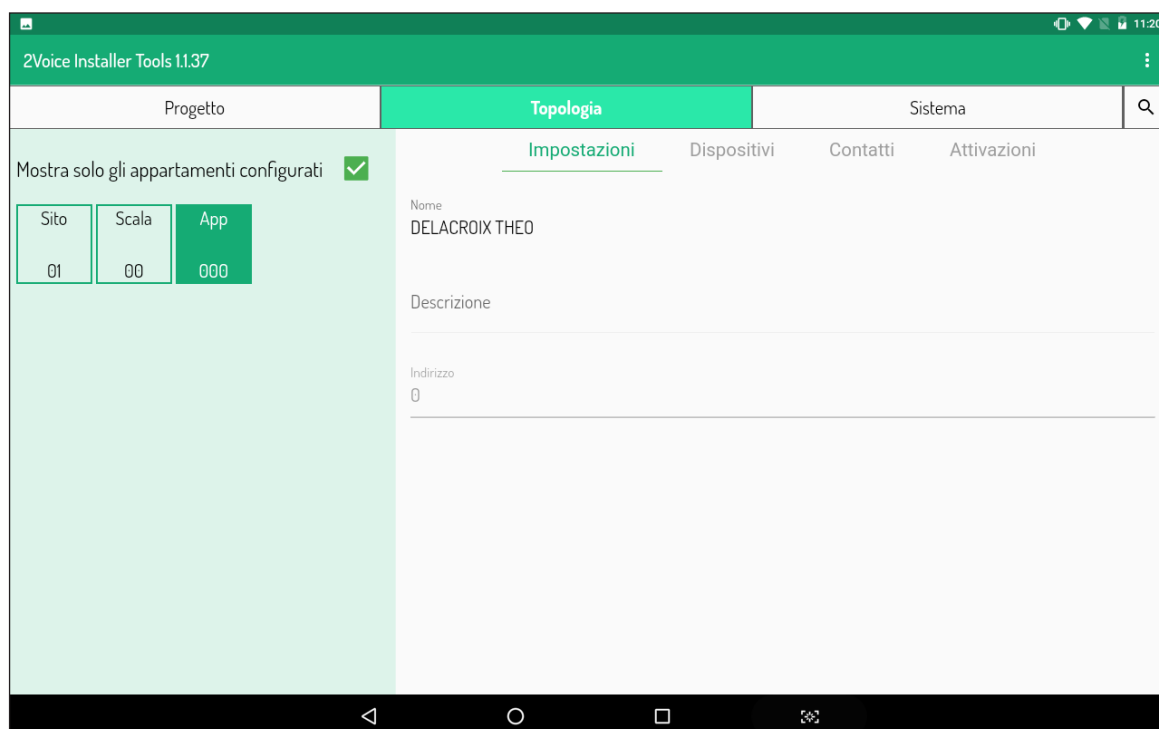 11:20
2Voice Installer Tools 1.1.37
Progetto Topologia Sistema
Mostra solo gli appartamenti configurati
Sito Scala App
01 00 000
Impostazioni Dispositivi Contatti Attivazioni
Nome
DELACROIX THEO
Descrizione
Indirizzo
0